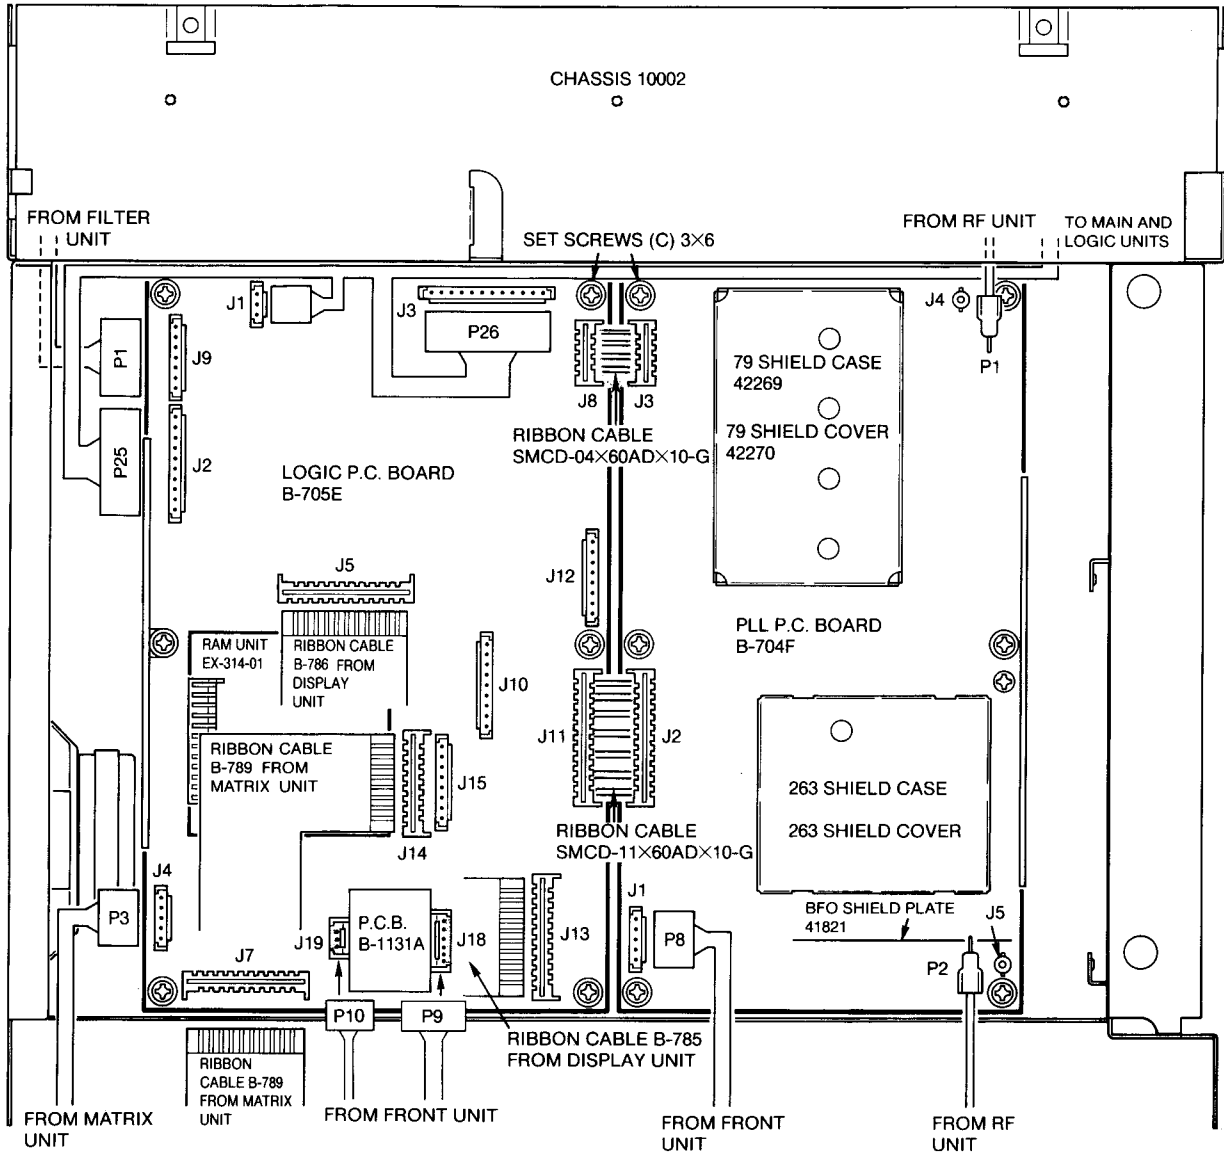 CHASSIS 10002
FROM FILTER
UNIT
SET SCREWS (C) 3×6
FROM RF UNIT
TO MAIN AND
LOGIC UNITS
J1
J3
P26
J4
P1
P1
J9
J8
J3
79 SHIELD CASE
42269
79 SHIELD COVER
42270
RIBBON CABLE
SMCD-04×60AD×10-G
P25
J2
LOGIC P.C. BOARD
B-705E
J5
J12
PLL P.C. BOARD
B-704F
RAM UNIT
EX-314-01
RIBBON CABLE
B-786 FROM
DISPLAY
UNIT
J10
J11
J2
RIBBON CABLE
B-789 FROM
MATRIX UNIT
J15
J14
263 SHIELD CASE
263 SHIELD COVER
RIBBON CABLE
SMCD-11×60AD×10-G
J4
P3
J19
P.C.B.
B-1131A
J18
J13
J1
P8
BFO SHIELD PLATE
41821
J5
P2
J7
P10
P9
RIBBON CABLE B-785
FROM DISPLAY UNIT
RIBBON
CABLE B-789
FROM MATRIX
UNIT
FROM MATRIX
UNIT
FROM FRONT UNIT
FROM FRONT
UNIT
FROM RF
UNIT